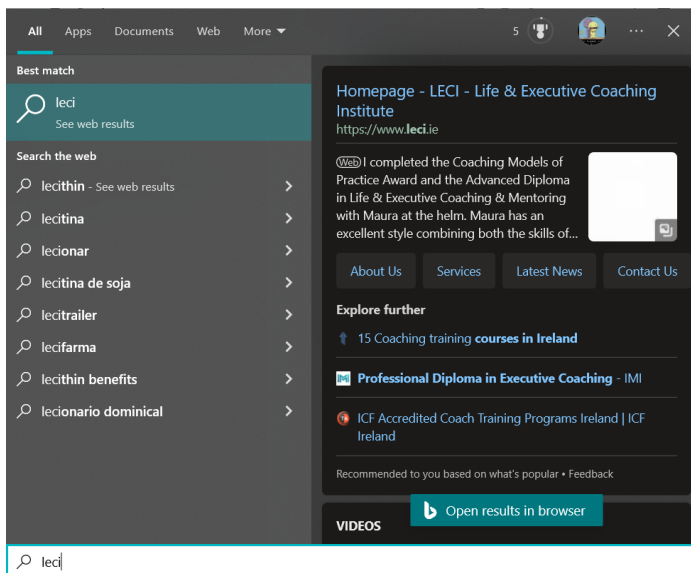 All Apps Documents Web More 5 ...
Best match
leci
See web results
Search the web
lecithin - See web results
lecitina
lecionar
lecitina de soja
lecitrailer
lecifarma
lecithin benefits
lecionario dominical
Homepage - LECI - Life & Executive Coaching
Institute
https://www.leci.ie
Web I completed the Coaching Models of
Practice Award and the Advanced Diploma
in Life & Executive Coaching & Mentoring
with Maura at the helm. Maura has an
excellent style combining both the skills of...
About Us Services Latest News Contact Us
Explore further
15 Coaching training courses in Ireland
IMI Professional Diploma in Executive Coaching - IMI
ICF Accredited Coach Training Programs Ireland | ICF
Ireland
Recommended to you based on what's popular • Feedback
Open results in browser
VIDEOS
leci